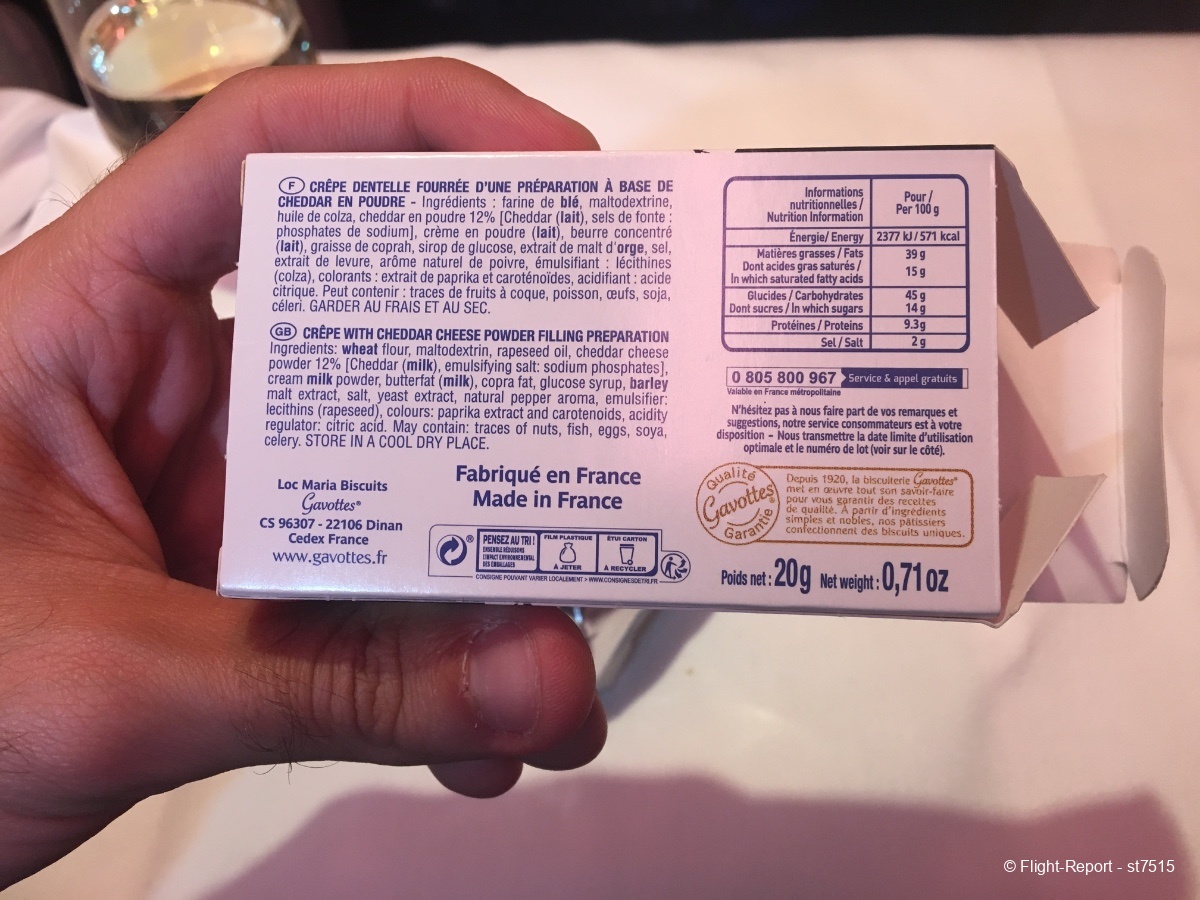 F CRÊPE DENTELLE FOURRÉE D'UNE PRÉPARATION À BASE DE
CHEDDAR EN POUDRE - Ingrédients : farine de blé, maltodextrine,
huile de colza, cheddar en poudre 12% [Cheddar (lait), sels de fonte :
phosphates de sodium], crème en poudre (lait), beurre concentré
(lait), graisse de coprah, sirop de glucose, extrait de malt d'orge, sel,
extrait de levure, arôme naturel de poivre, émulsifiant : lécithines
(colza), colorants : extrait de paprika et caroténoïdes, acidifiant : acide
citrique. Peut contenir : traces de fruits à coque, poisson, œufs, soja,
céleri. GARDER AU FRAIS ET AU SEC.
GB CRÊPE WITH CHEDDAR CHEESE POWDER FILLING PREPARATION
Ingredients: wheat flour, maltodextrin, rapeseed oil, cheddar cheese
powder 12% [Cheddar (milk), emulsifying salt: sodium phosphates],
cream milk powder, butterfat (milk), copra fat, glucose syrup, barley
malt extract, salt, yeast extract, natural pepper aroma, emulsifier:
lecithins (rapeseed), colours: paprika extract and carotenoids, acidity
regulator: citric acid. May contain: traces of nuts, fish, eggs, soya,
celery. STORE IN A COOL DRY PLACE.
Loc Maria Biscuits
Gavottes®
CS 96307 - 22106 Dinan
Cedex France
www.gavottes.fr
Fabriqué en France
Made in France
®
PENSEZ AU TRI !
ENSEMBLE RÉDUISONS
L'IMPACT ENVIRONNEMENTAL
DES EMBALLAGES
FILM PLASTIQUE
À JETER
ÉTUI CARTON
À RECYCLER
CONSIGNE POUVANT VARIER LOCALEMENT > WWW.CONSIGNESDETRI.FR
Informations
nutritionnelles /
Nutrition Information
Pour /
Per 100 g
Énergie / Energy 2377 kJ / 571 kcal
Matières grasses / Fats 39 g
Dont acides gras saturés /
In which saturated fatty acids 15 g
Glucides / Carbohydrates 45 g
Dont sucres / In which sugars 14 g
Protéines / Proteins 9.3g
Sel / Salt 2 g
0 805 800 967 Service & appel gratuits
Valable en France métropolitaine
N'hésitez pas à nous faire part de vos remarques et
suggestions, notre service consommateurs est à votre
disposition - Nous transmettre la date limite d'utilisation
optimale et le numéro de lot (voir sur le côté).
Qualité
Gavottes®
Garantie
Depuis 1920, la biscuiterie Gavottes®
met en œuvre tout son savoir-faire
pour vous garantir des recettes
de qualité. A partir d'ingrédients
simples et nobles, nos pâtissiers
confectionnent des biscuits uniques.
Poids net : 20g Net weight : 0,71 oz
© Flight-Report - st7515